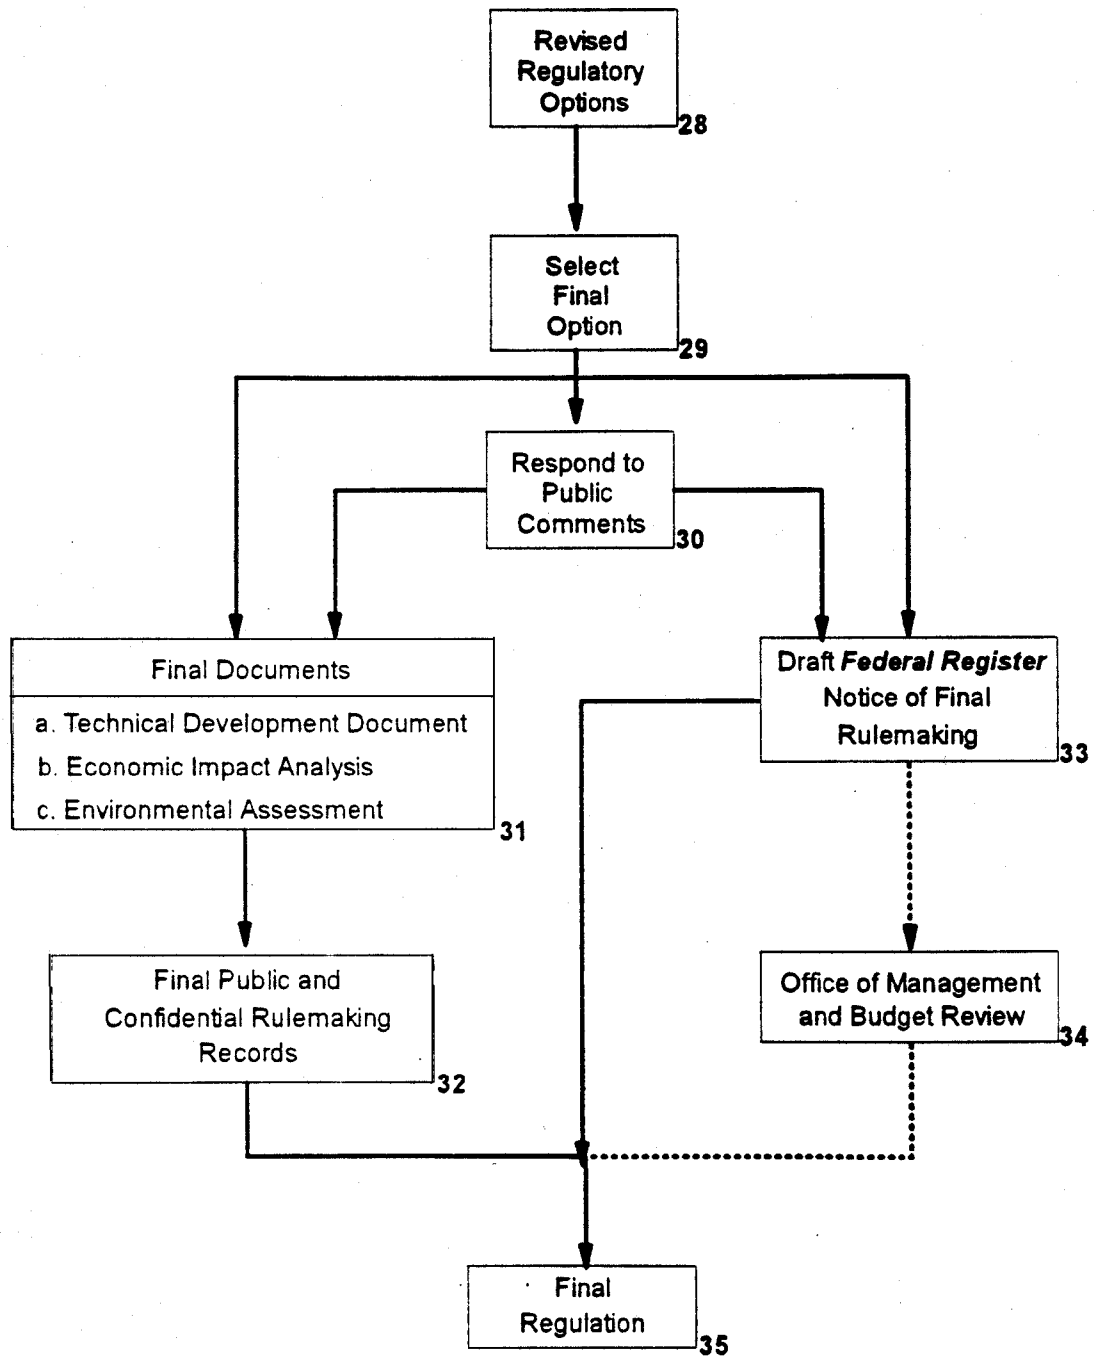 Revised
Regulatory
Options
28
Select
Final
Option
29
Respond to
Public
Comments
30
Final Documents
a. Technical Development Document
b. Economic Impact Analysis
c. Environmental Assessment
31
Draft Federal Register
Notice of Final
Rulemaking
33
Final Public and
Confidential Rulemaking
Records
32
Office of Management
and Budget Review
34
Final
Regulation
35